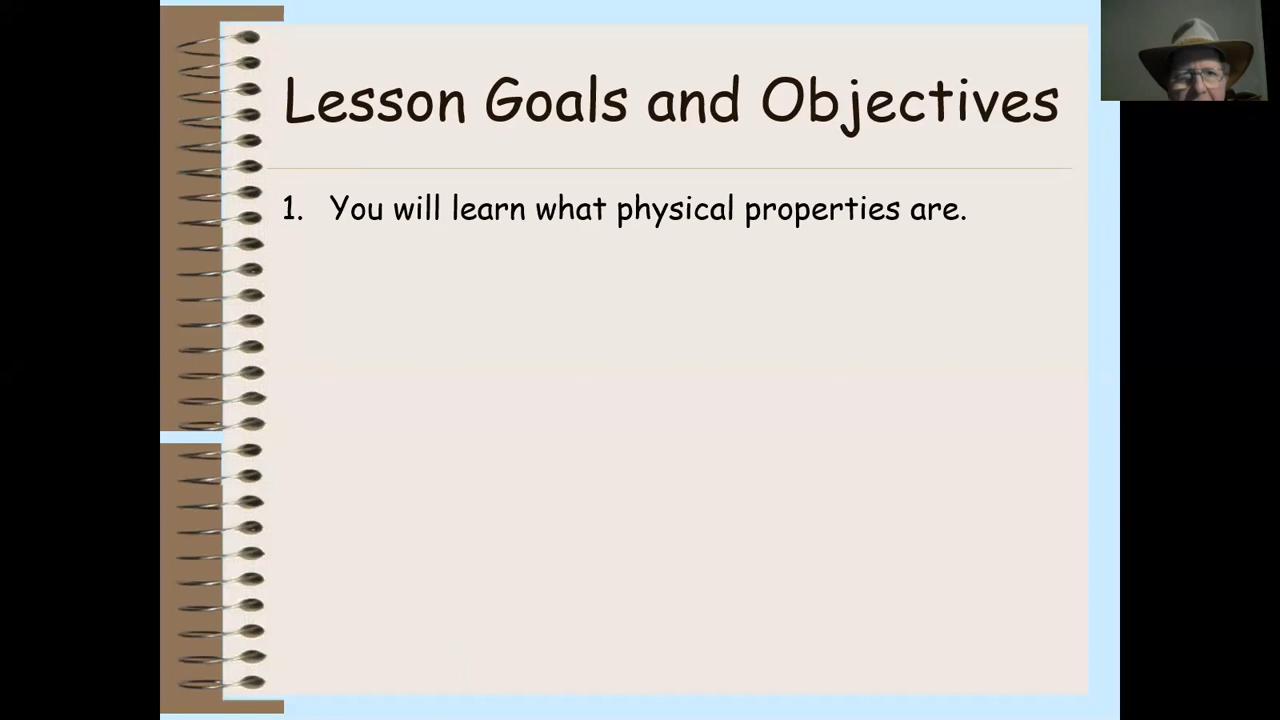 Lesson Goals and Objectives
1. You will learn what physical properties are.